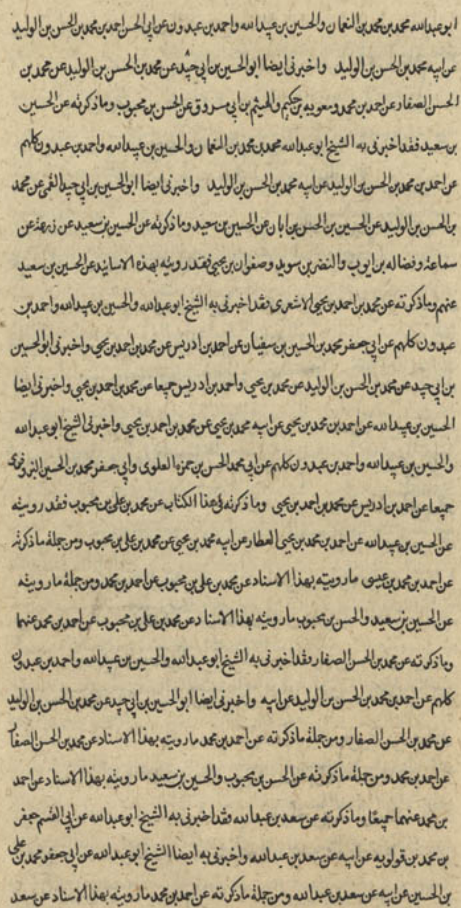 ابو عبدالله محمد بن محمد بن النعمان والحسين بن عبيدالله واحمد بن عبدون عن ابي الحسن احمد بن محمد بن الحسن بن الوليد
عن ابيه محمد بن الحسن بن الوليد واخبرني ايضا ابو الحسين بن ابي جيد عن محمد بن الحسن بن الوليد عن محمد بن
الحسن الصفار عن احمد بن محمد ومعويه بن حكيم والهيثم بن ابي مسروق عن الحسن بن محبوب وما ذكرته عن الحسين
بن سعيد فقد اخبرني به الشيخ ابو عبدالله محمد بن محمد بن النعمان والحسين بن عبيدالله واحمد بن عبدون كلهم
عن احمد بن محمد بن الحسن بن الوليد عن ابيه محمد بن الحسن بن الوليد واخبرني ايضا ابو الحسين بن ابي جيد القمي عن محمد
بن الحسن بن الوليد عن الحسين بن الحسن بن ابان عن الحسين بن سعيد وما ذكرته عن الحسين بن سعيد عن زرعة عن
سماعة وفضاله بن ايوب والنضر بن سويد وصفوان بن يحيى فقد رويته بهذه الاسانيد عن الحسين بن سعيد
عنهم وما ذكرته عن محمد بن احمد بن يحيى الاشعري فقد اخبرني به الشيخ ابو عبدالله والحسين بن عبيدالله واحمد بن
عبدون كلهم عن ابي جعفر محمد بن الحسين بن سفيان عن احمد بن ادريس عن محمد بن احمد بن يحيى واخبرني ابو الحسين
بن ابي جيد عن محمد بن الحسن بن الوليد عن محمد بن يحيى واحمد بن ادريس جميعا عن محمد بن احمد بن يحيى واخبرني ايضا
الحسين بن عبيدالله عن احمد بن محمد بن يحيى عن ابيه محمد بن يحيى عن محمد بن احمد بن يحيى واخبرني الشيخ ابو عبدالله
والحسين بن عبيدالله واحمد بن عبدون كلهم عن ابي محمد الحسن بن حمزه العلوى وابي جعفر محمد بن الحسين البزوفرى
جميعا عن احمد بن ادريس عن محمد بن احمد بن يحيى وما ذكرته في هذا الكتاب عن محمد بن علي بن محبوب فقد رويته
عن الحسين بن عبيدالله عن احمد بن محمد بن يحيى العطار عن ابيه محمد بن يحيى عن محمد بن علي بن محبوب ومن جملة ما ذكرته
عن احمد بن محمد بن عيسى ما رويته بهذا الاسناد عن محمد بن علي بن محبوب عن احمد بن محمد ومن جملة ما رويته
عن الحسين بن سعيد والحسن بن محبوب ما رويته بهذا الاسناد عن محمد بن علي بن محبوب عن احمد بن محمد عنهما
وما ذكرته عن محمد بن الحسن الصفار فقد اخبرني به الشيخ ابو عبدالله والحسين بن عبيدالله واحمد بن عبدون
كلهم عن احمد بن محمد بن الحسن بن الوليد عن ابيه واخبرني ايضا ابو الحسين بن ابي جيد عن محمد بن الحسن بن الوليد
عن محمد بن الحسن الصفار ومن جملة ما ذكرته عن احمد بن محمد ما رويته بهذا الاسناد عن محمد بن الحسن الصفار
عن احمد بن محمد ومن جملة ما ذكرته عن الحسن بن محبوب والحسين بن سعيد ما رويته بهذا الاسناد عن احمد
بن محمد عنهما جميعا وما ذكرته عن سعد بن عبدالله فقد اخبرني به الشيخ ابو عبدالله عن ابي القسم جعفر
بن محمد بن قولويه عن ابيه عن سعد بن عبدالله واخبرني به ايضا الشيخ ابو عبدالله عن ابي جعفر محمد بن علي
بن الحسين عن ابيه عن سعد بن عبدالله ومن جملة ما ذكرته عن احمد بن محمد ما رويته بهذا الاسناد عن سعد